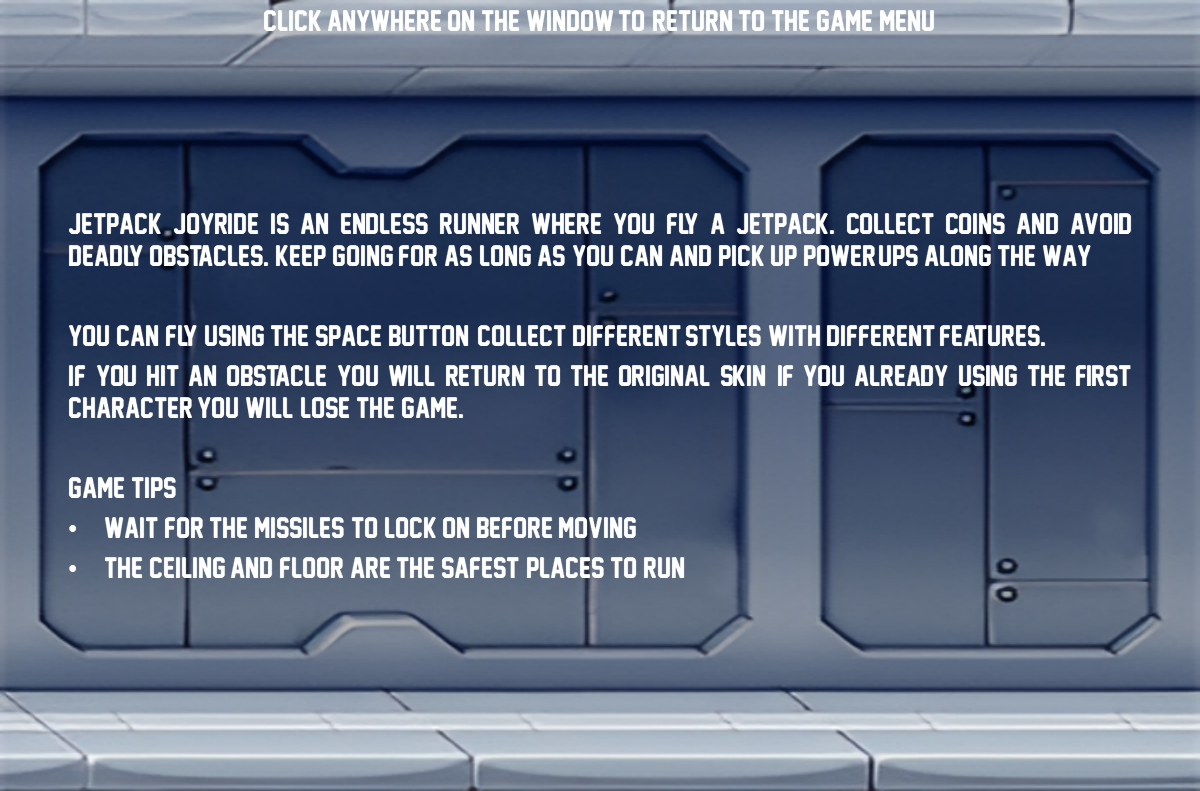 CLICK ANYWHERE ON THE WINDOW TO RETURN TO THE GAME MENU
JETPACK JOYRIDE IS AN ENDLESS RUNNER WHERE YOU FLY A JETPACK. COLLECT COINS AND AVOID
DEADLY OBSTACLES. KEEP GOING FOR AS LONG AS YOU CAN AND PICK UP POWERUPS ALONG THE WAY
YOU CAN FLY USING THE SPACE BUTTON COLLECT DIFFERENT STYLES WITH DIFFERENT FEATURES.
IF YOU HIT AN OBSTACLE YOU WILL RETURN TO THE ORIGINAL SKIN IF YOU ALREADY USING THE FIRST
CHARACTER YOU WILL LOSE THE GAME.
GAME TIPS
• WAIT FOR THE MISSILES TO LOCK ON BEFORE MOVING
• THE CEILING AND FLOOR ARE THE SAFEST PLACES TO RUN